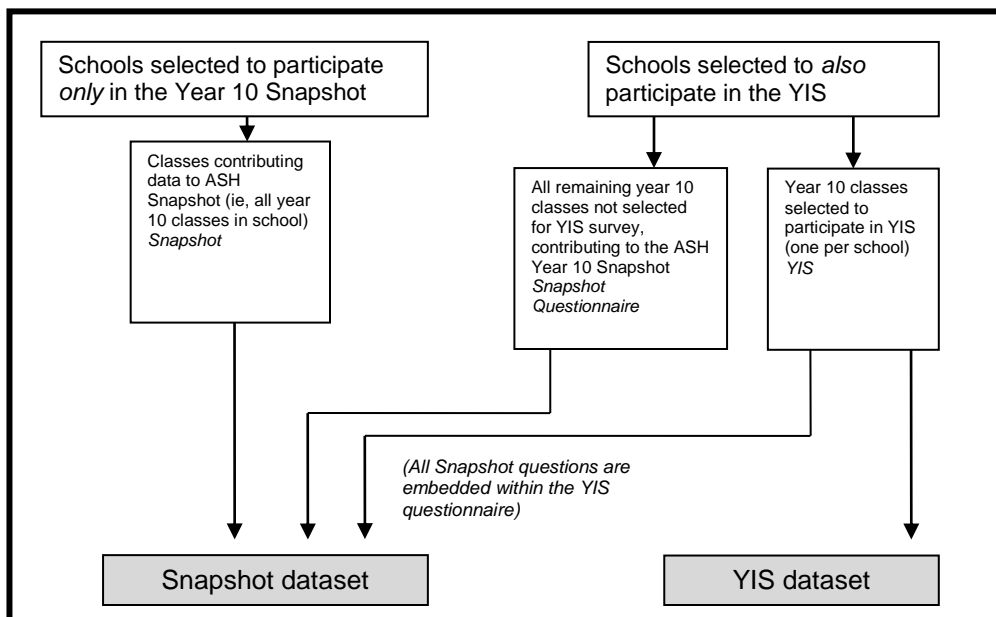 Schools selected to participate
only in the Year 10 Snapshot
Schools selected to also
participate in the YIS
Classes contributing
data to ASH
Snapshot (ie, all year
10 classes in school)
Snapshot
All remaining year 10
classes not selected
for YIS survey,
contributing to the ASH
Year 10 Snapshot
Snapshot
Questionnaire
Year 10 classes
selected to
participate in YIS
(one per school)
YIS
(All Snapshot questions are
embedded within the YIS
questionnaire)
Snapshot dataset
YIS dataset